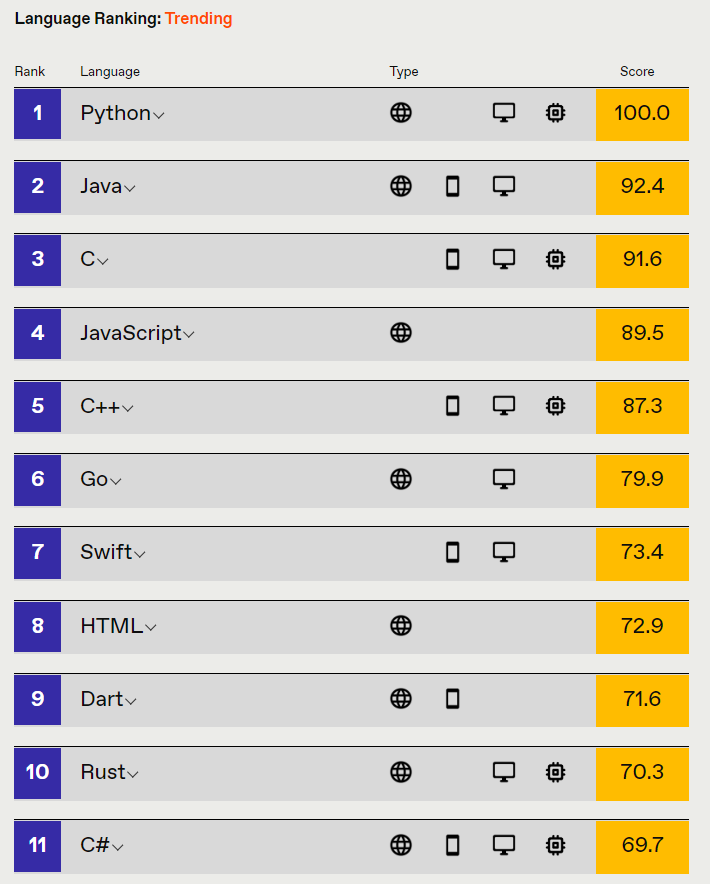 Language Ranking: Trending
Rank Language Type Score
1 Python 100.0
2 Java 92.4
3 C 91.6
4 JavaScript 89.5
5 C++ 87.3
6 Go 79.9
7 Swift 73.4
8 HTML 72.9
9 Dart 71.6
10 Rust 70.3
11 C# 69.7